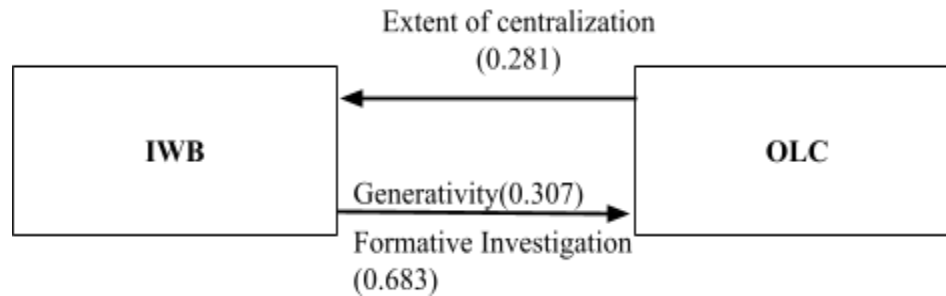 Extent of centralization
(0.281)
IWB
OLC
Generativity(0.307)
Formative Investigation
(0.683)